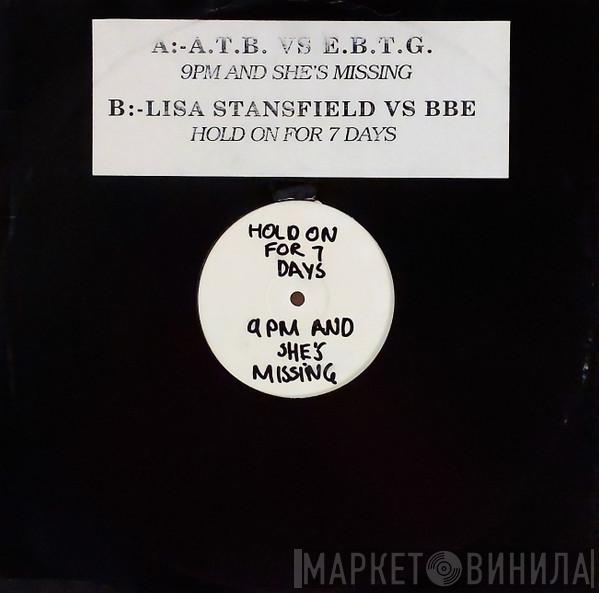 A:-A.T.B. VS E.B.T.G.
9PM AND SHE'S MISSING
B:-LISA STANSFIELD VS BBE
HOLD ON FOR 7 DAYS
HOLD ON
FOR 7
DAYS
9PM AND
SHE'S
MISSING
МАРКЕТ ВИНИЛА